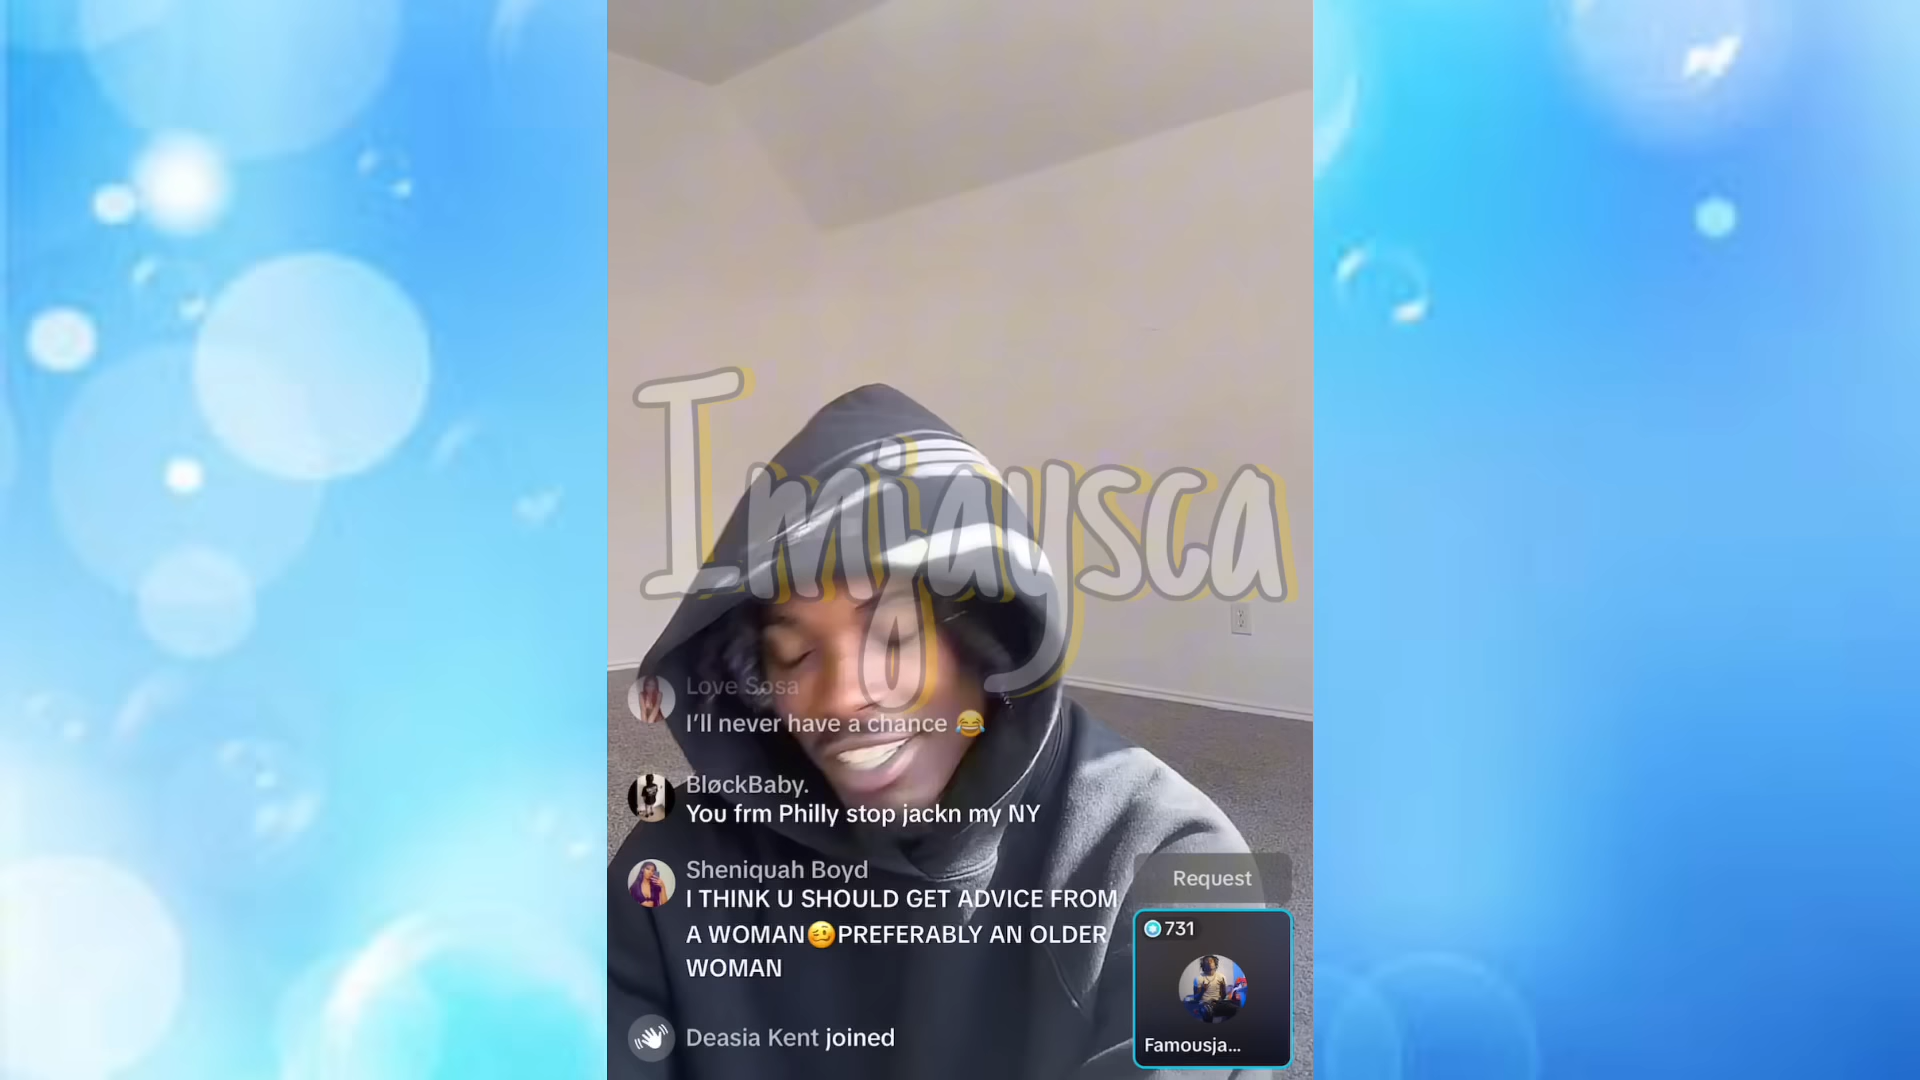 Imjaysca
Love Sosa
I’ll never have a chance 😂
BløckBaby.
You frm Philly stop jackn my NY
Sheniquah Boyd
I THINK U SHOULD GET ADVICE FROM
A WOMAN🥴PREFERABLY AN OLDER
WOMAN
Deasia Kent joined
Request
731
Famousja...